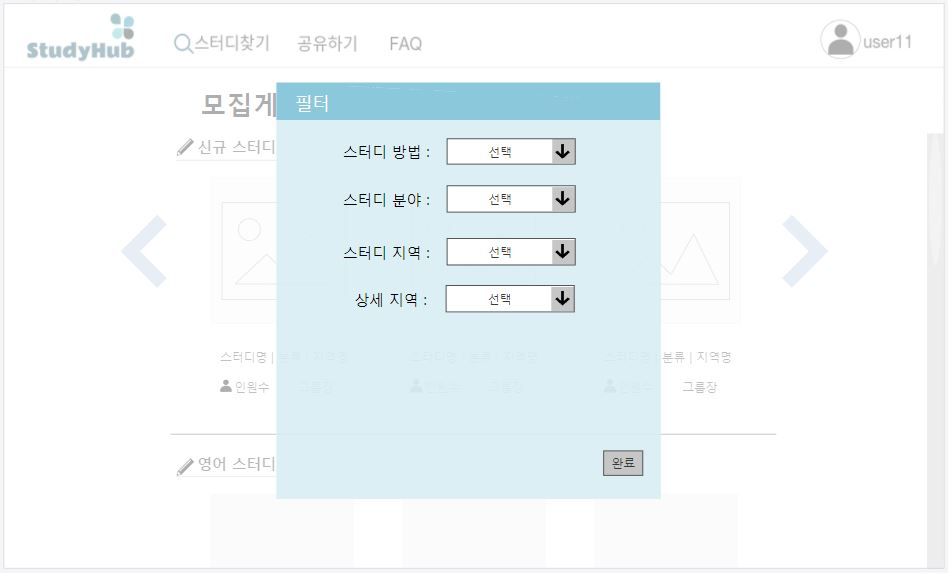 StudyHub
스터디찾기 공유하기 FAQ user11
모집게
필터
신규 스터디
스터디 방법 : 선택
스터디 분야 : 선택
스터디 지역 : 선택
상세 지역 : 선택
스터디명 | 분류 | 지역명 스터디명 | 분류 | 지역명 스터디명 | 분류 | 지역명
인원수 그룹장 인원수 그룹장 인원수 그룹장
영어 스터디
완료